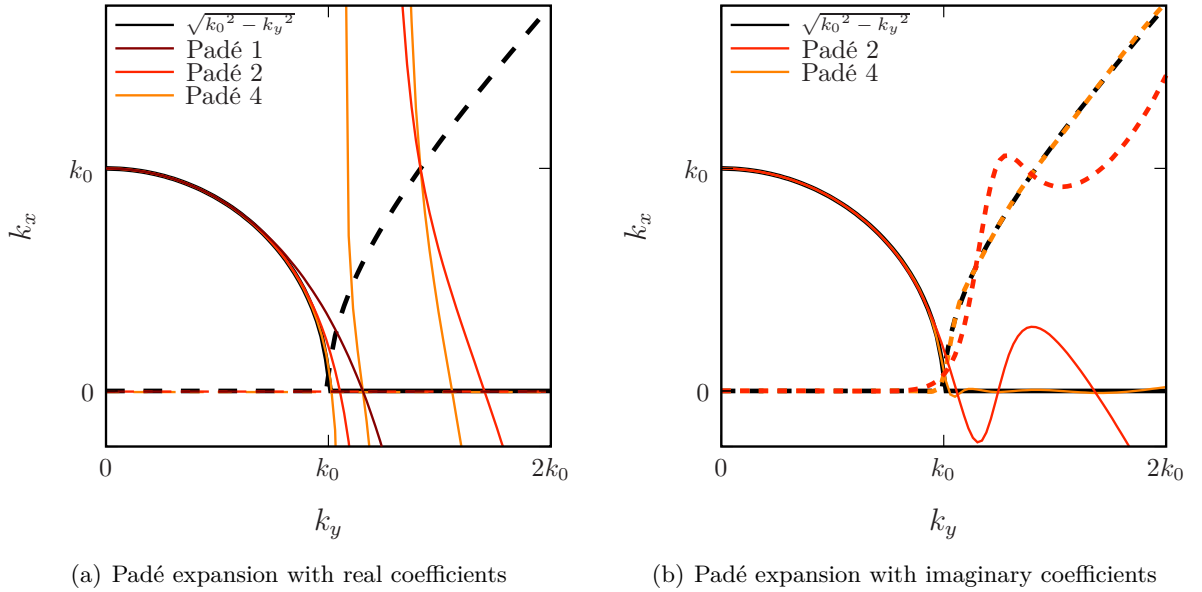 √k₀² − k_y²
Padé 1
Padé 2
Padé 4
k₀
0
k_x
0
k₀
2k₀
k_y
(a) Padé expansion with real coefficients
√k₀² − k_y²
Padé 2
Padé 4
k₀
0
k_x
0
k₀
2k₀
k_y
(b) Padé expansion with imaginary coefficients